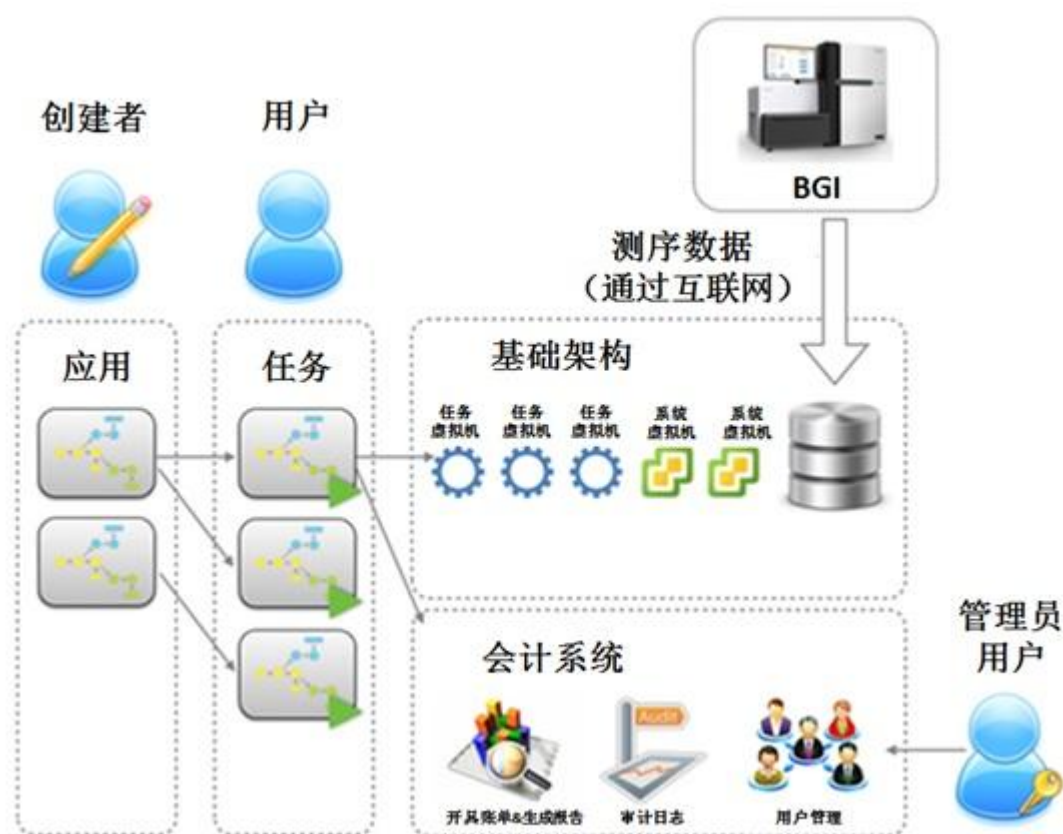 创建者
用户
BGI
测序数据
（通过互联网）
应用
任务
基础架构
任务
虚拟机
任务
虚拟机
任务
虚拟机
系统
虚拟机
系统
虚拟机
会计系统
Audit
开具账单&生成报告
审计日志
用户管理
管理员
用户